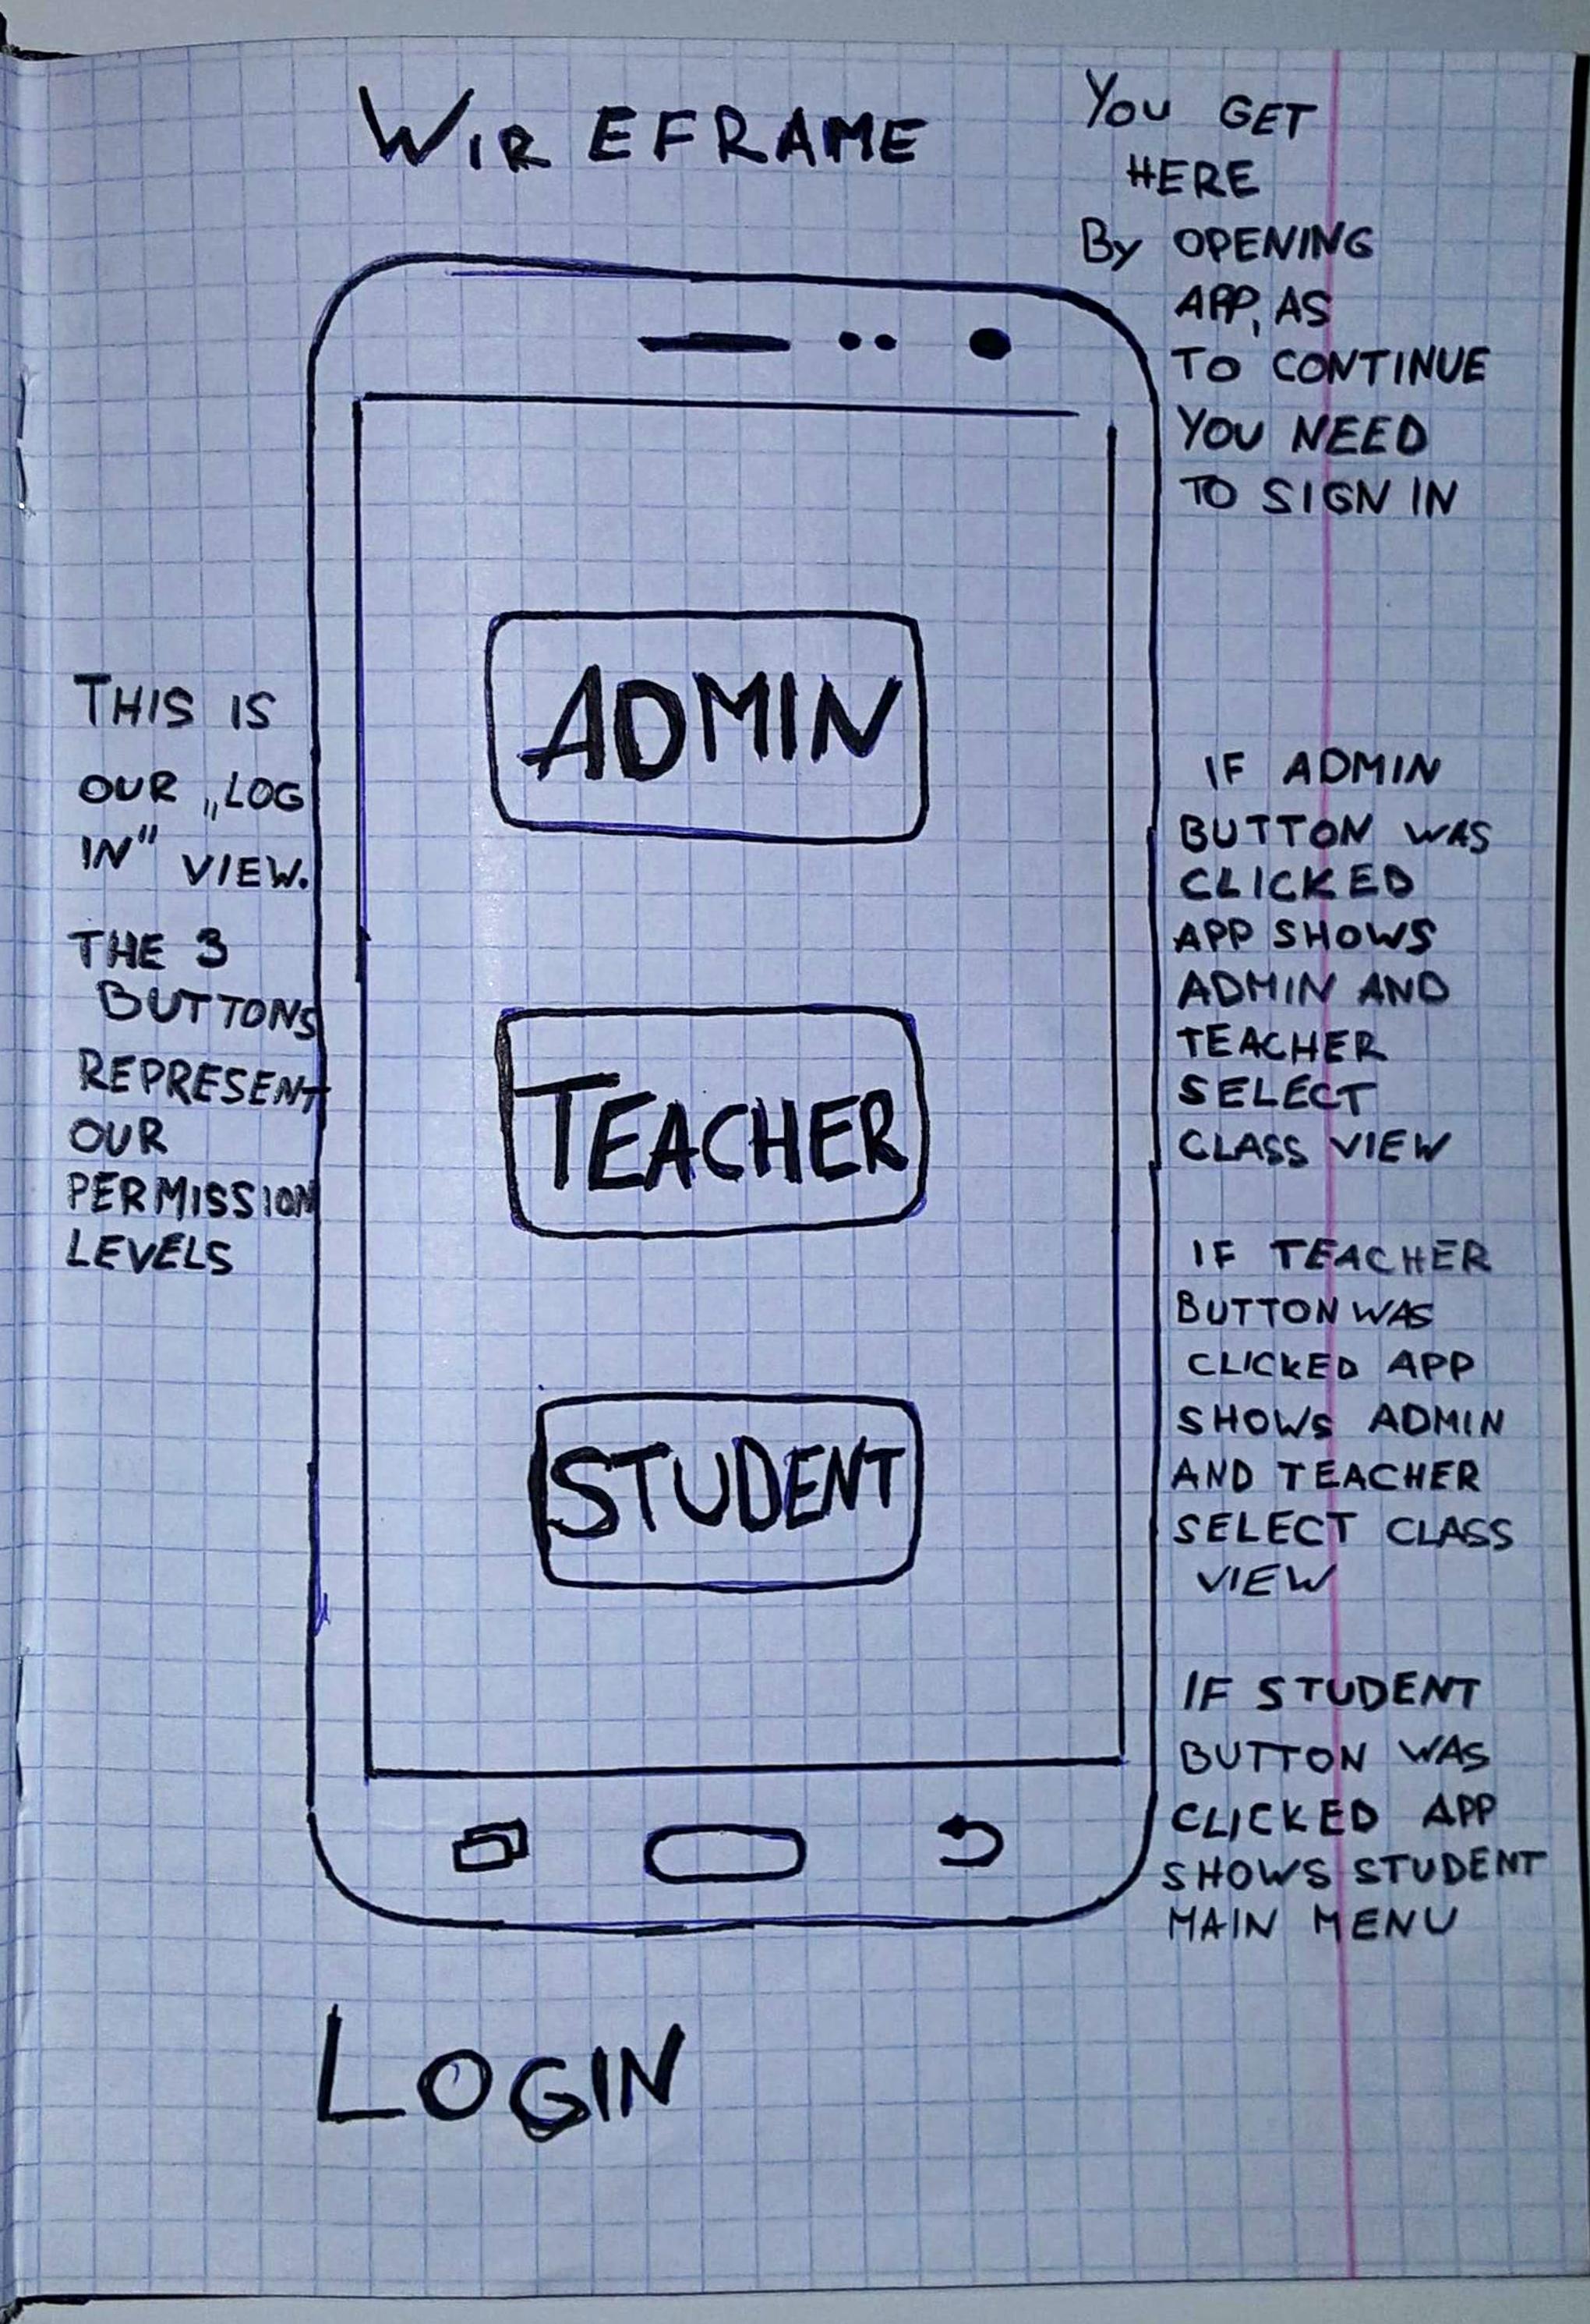 WIREFRAME
YOU GET
HERE
BY OPENING
APP, AS
TO CONTINUE
YOU NEED
TO SIGN IN
THIS IS
OUR „LOG
IN" VIEW.
THE 3
BUTTONS
REPRESENT
OUR
PERMISSION
LEVELS
ADMIN
TEACHER
STUDENT
IF ADMIN
BUTTON WAS
CLICKED
APP SHOWS
ADMIN AND
TEACHER
SELECT
CLASS VIEW
IF TEACHER
BUTTON WAS
CLICKED APP
SHOWS ADMIN
AND TEACHER
SELECT CLASS
VIEW
IF STUDENT
BUTTON WAS
CLICKED APP
SHOWS STUDENT
MAIN MENU
LOGIN